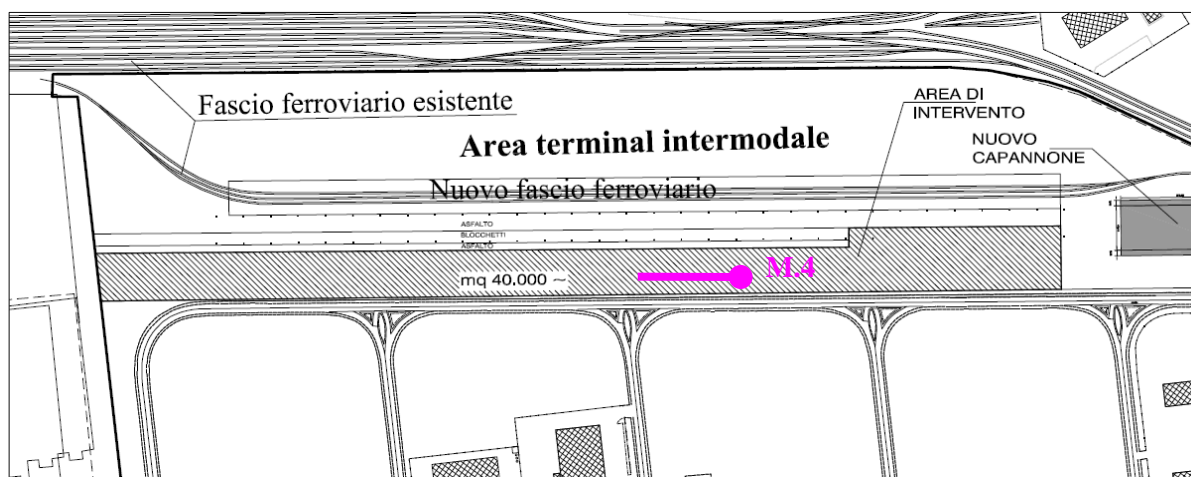 Fascio ferroviario esistente
AREA DI
INTERVENTO
Area terminal intermodale
NUOVO
CAPANNONE
Nuovo fascio ferroviario
ASFALTO
BLOCCHETTI
ASFALTO
M.4
mq 40.000 ~